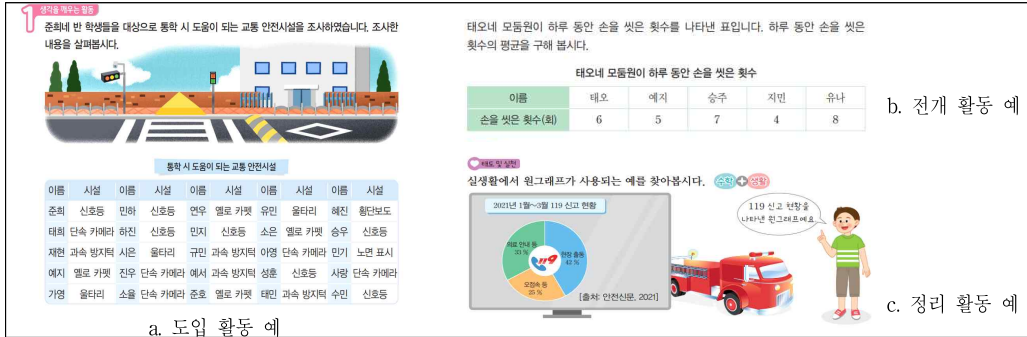 1
생각을 깨우는 활동
준희네 반 학생들을 대상으로 통학 시 도움이 되는 교통 안전시설을 조사하였습니다. 조사한
내용을 살펴봅시다.
통학 시 도움이 되는 교통 안전시설
이름 시설 이름 시설 이름 시설 이름 시설 이름 시설
준희 신호등 민하 신호등 연우 옐로 카펫 유민 울타리 혜진 횡단보도
태희 단속 카메라 하진 신호등 민지 신호등 소은 옐로 카펫 승우 신호등
재현 과속 방지턱 시은 울타리 규민 과속 방지턱 아영 단속 카메라 민기 노면 표시
예지 옐로 카펫 진우 단속 카메라 예서 과속 방지턱 성훈 신호등 사랑 단속 카메라
가영 울타리 소율 단속 카메라 준호 옐로 카펫 태민 과속 방지턱 수민 신호등
a. 도입 활동 예
태오네 모둠원이 하루 동안 손을 씻은 횟수를 나타낸 표입니다. 하루 동안 손을 씻은
횟수의 평균을 구해 봅시다.
태오네 모둠원이 하루 동안 손을 씻은 횟수
이름 태오 예지 승주 지민 유나
손을 씻은 횟수(회) 6 5 7 4 8
b. 전개 활동 예
태도 및 실천
실생활에서 원그래프가 사용되는 예를 찾아봅시다. 수학 + 생활
2021년 1월~3월 119 신고 현황
의료 안내 등
33 %
현장 출동
42 %
119
오접속 등
25 %
[출처: 안전신문, 2021]
119 신고 현황을
나타낸 원그래프예요.
c. 정리 활동 예